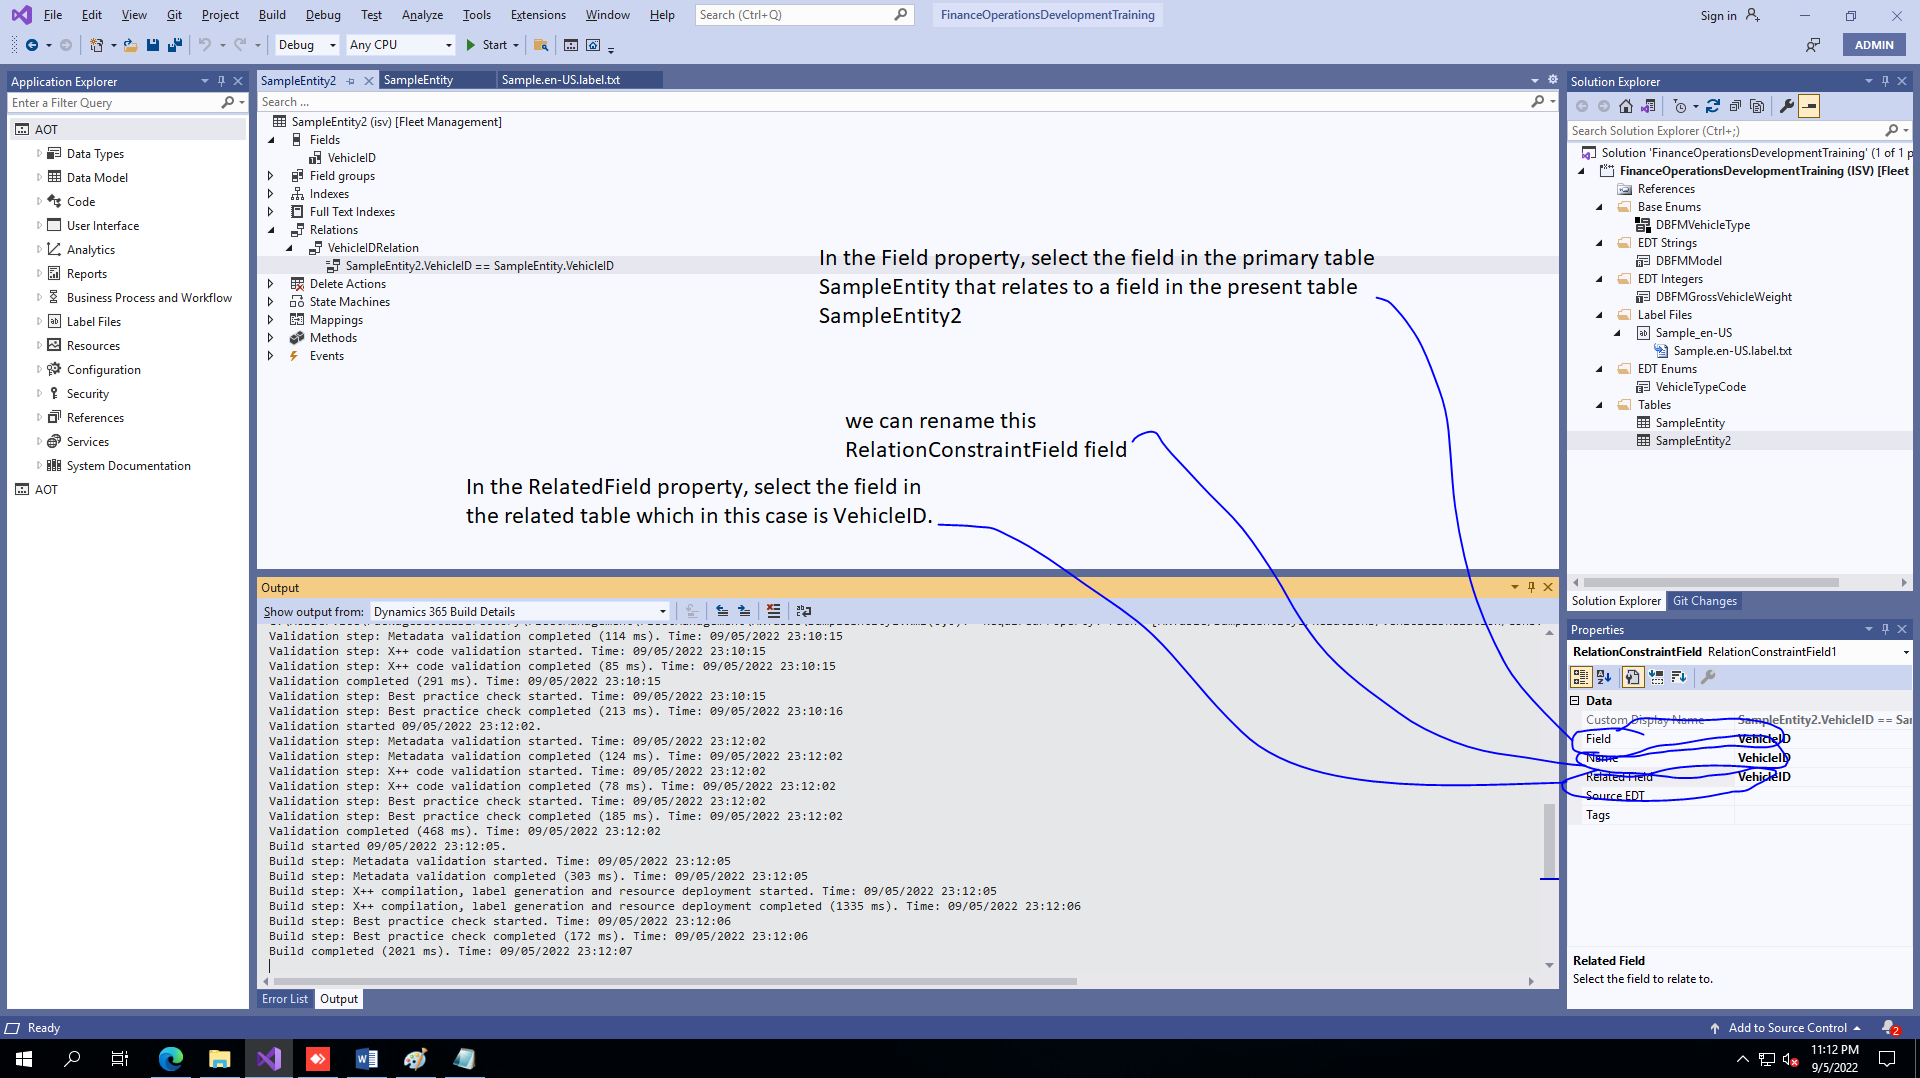 File Edit View Git Project Build Debug Test Analyze Tools Extensions Window Help Search (Ctrl+Q) FinanceOperationsDevelopmentTraining Sign in
Debug Any CPU Start ADMIN
Application Explorer
Enter a Filter Query
AOT
Data Types
Data Model
Code
User Interface
Analytics
Reports
Business Process and Workflow
Label Files
Resources
Configuration
Security
References
Services
System Documentation
AOT
SampleEntity2 SampleEntity Sample.en-US.label.txt
Search ...
SampleEntity2 (isv) [Fleet Management]
Fields
VehicleID
Field groups
Indexes
Full Text Indexes
Relations
VehicleIDRelation
SampleEntity2.VehicleID == SampleEntity.VehicleID
Delete Actions
State Machines
Mappings
Methods
Events
In the Field property, select the field in the primary table
SampleEntity that relates to a field in the present table
SampleEntity2
we can rename this
RelationConstraintField field
In the RelatedField property, select the field in
the related table which in this case is VehicleID.
Output
Show output from: Dynamics 365 Build Details
Validation step: Metadata validation completed (114 ms). Time: 09/05/2022 23:10:15
Validation step: X++ code validation started. Time: 09/05/2022 23:10:15
Validation step: X++ code validation completed (85 ms). Time: 09/05/2022 23:10:15
Validation completed (291 ms). Time: 09/05/2022 23:10:15
Validation step: Best practice check started. Time: 09/05/2022 23:10:15
Validation step: Best practice check completed (213 ms). Time: 09/05/2022 23:10:16
Validation started 09/05/2022 23:12:02.
Validation step: Metadata validation started. Time: 09/05/2022 23:12:02
Validation step: Metadata validation completed (124 ms). Time: 09/05/2022 23:12:02
Validation step: X++ code validation started. Time: 09/05/2022 23:12:02
Validation step: X++ code validation completed (78 ms). Time: 09/05/2022 23:12:02
Validation step: Best practice check started. Time: 09/05/2022 23:12:02
Validation step: Best practice check completed (185 ms). Time: 09/05/2022 23:12:02
Validation completed (468 ms). Time: 09/05/2022 23:12:02
Build started 09/05/2022 23:12:05.
Build step: Metadata validation started. Time: 09/05/2022 23:12:05
Build step: Metadata validation completed (303 ms). Time: 09/05/2022 23:12:05
Build step: X++ compilation, label generation and resource deployment started. Time: 09/05/2022 23:12:05
Build step: X++ compilation, label generation and resource deployment completed (1335 ms). Time: 09/05/2022 23:12:06
Build step: Best practice check started. Time: 09/05/2022 23:12:06
Build step: Best practice check completed (172 ms). Time: 09/05/2022 23:12:06
Build completed (2021 ms). Time: 09/05/2022 23:12:07
Error List Output
Solution Explorer
Search Solution Explorer (Ctrl+;)
Solution 'FinanceOperationsDevelopmentTraining' (1 of 1 p
FinanceOperationsDevelopmentTraining (ISV) [Fleet
References
Base Enums
DBFMVehicleType
EDT Strings
DBFMModel
EDT Integers
DBFMGrossVehicleWeight
Label Files
Sample_en-US
Sample.en-US.label.txt
EDT Enums
VehicleTypeCode
Tables
SampleEntity
SampleEntity2
Solution Explorer Git Changes
Properties
RelationConstraintField RelationConstraintField1
Data
Custom Display Name SampleEntity2.VehicleID == Sa
Field VehicleID
Name VehicleID
Related Field VehicleID
Source EDT
Tags
Related Field
Select the field to relate to.
Ready Add to Source Control 2
11:12 PM
9/5/2022